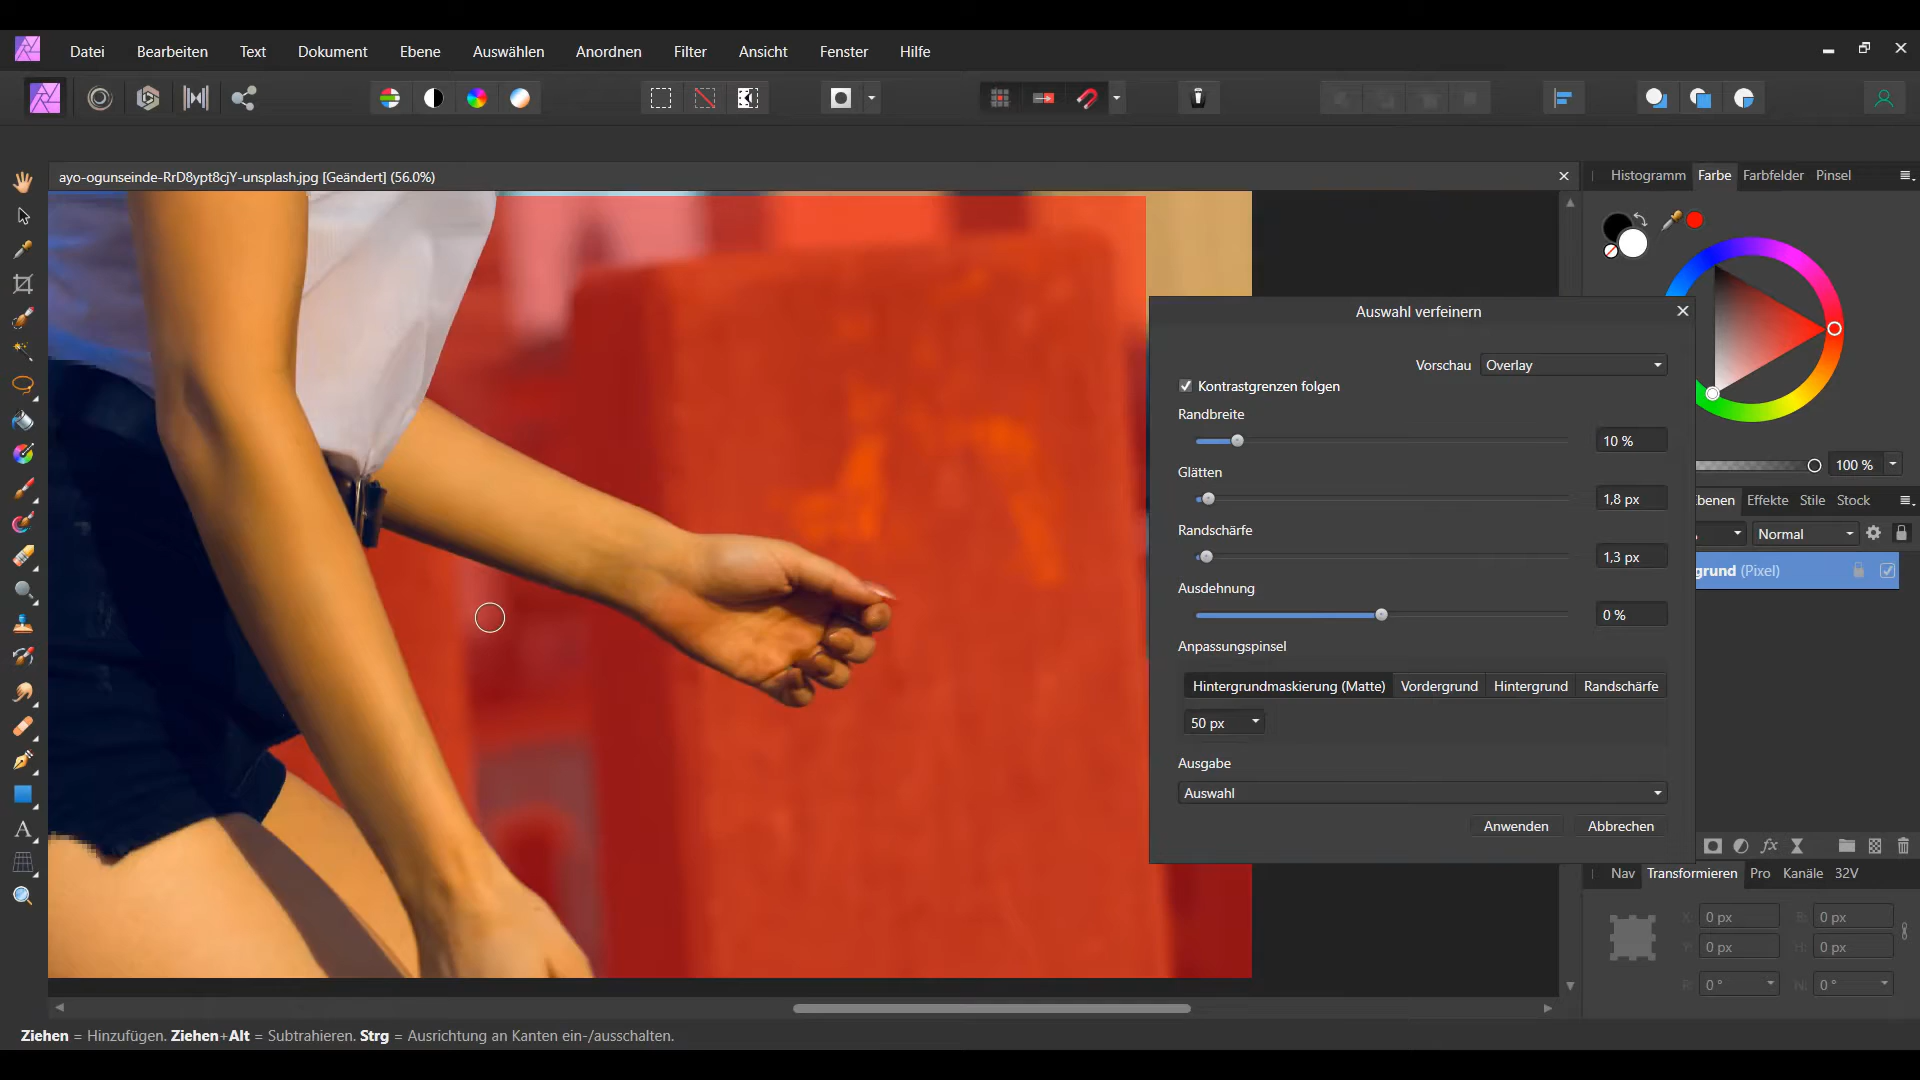 Datei Bearbeiten Text Dokument Ebene Auswählen Anordnen Filter Ansicht Fenster Hilfe
ayo-ogunseinde-RrD8ypt8cjY-unsplash.jpg [Geändert] (56.0%)
Histogramm Farbe Farbfelder Pinsel
Auswahl verfeinern
Vorschau Overlay
Kontrastgrenzen folgen
Randbreite
10 %
Glätten
1,8 px
Randschärfe
1,3 px
Ausdehnung
0 %
Anpassungspinsel
Hintergrundmaskierung (Matte) Vordergrund Hintergrund Randschärfe
50 px
Ausgabe
Auswahl
Anwenden Abbrechen
100 %
benen Effekte Stile Stock
Normal
grund (Pixel)
fx
Nav Transformieren Pro Kanäle 32V
X: 0 px B: 0 px
Y: 0 px H: 0 px
R: 0 ° N: 0 °
Ziehen = Hinzufügen. Ziehen+Alt = Subtrahieren. Strg = Ausrichtung an Kanten ein-/ausschalten.